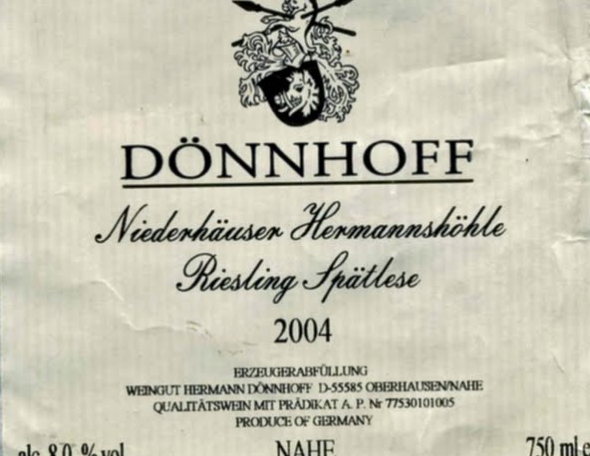 DÖNNHOFF
Niederhäuser Hermannshöhle
Riesling Spätlese
2004
ERZEUGERABFÜLLUNG
WEINGUT HERMANN DÖNNHOFF D-55585 OBERHAUSEN/NAHE
QUALITÄTSWEIN MIT PRÄDIKAT A. P. Nr 77530101005
PRODUCE OF GERMANY
alc. 8.0 % vol NAHE 750 ml e